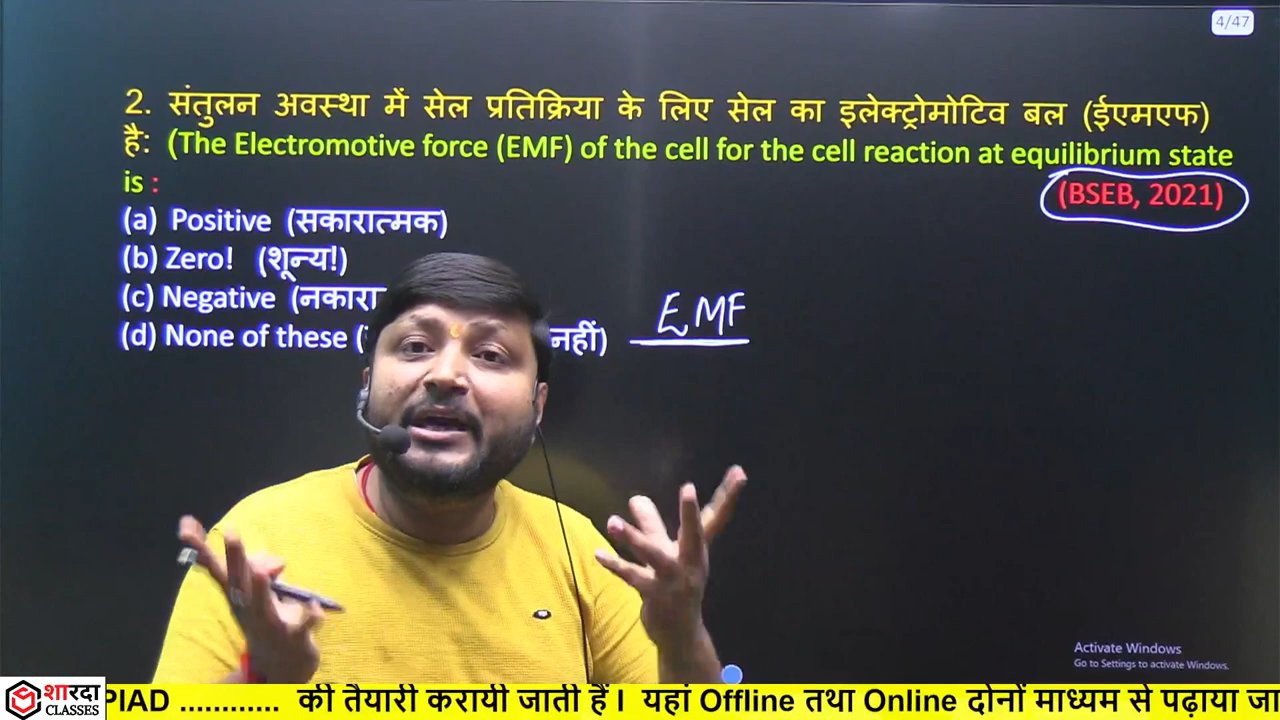 4/47
2. संतुलन अवस्था में सेल प्रतिक्रिया के लिए सेल का इलेक्ट्रोमोटिव बल (ईएमएफ)
है: (The Electromotive force (EMF) of the cell for the cell reaction at equilibrium state
is :
(BSEB, 2021)
(a) Positive (सकारात्मक)
(b) Zero! (शून्य!)
(c) Negative (नकारा
(d) None of these ( नहीं)
EMF
Activate Windows
Go to Settings to activate Windows.
शारदा
CLASSES
PIAD ............ की तैयारी करायी जाती हैं I यहां Offline तथा Online दोनों माध्यम से पढ़ाया जा